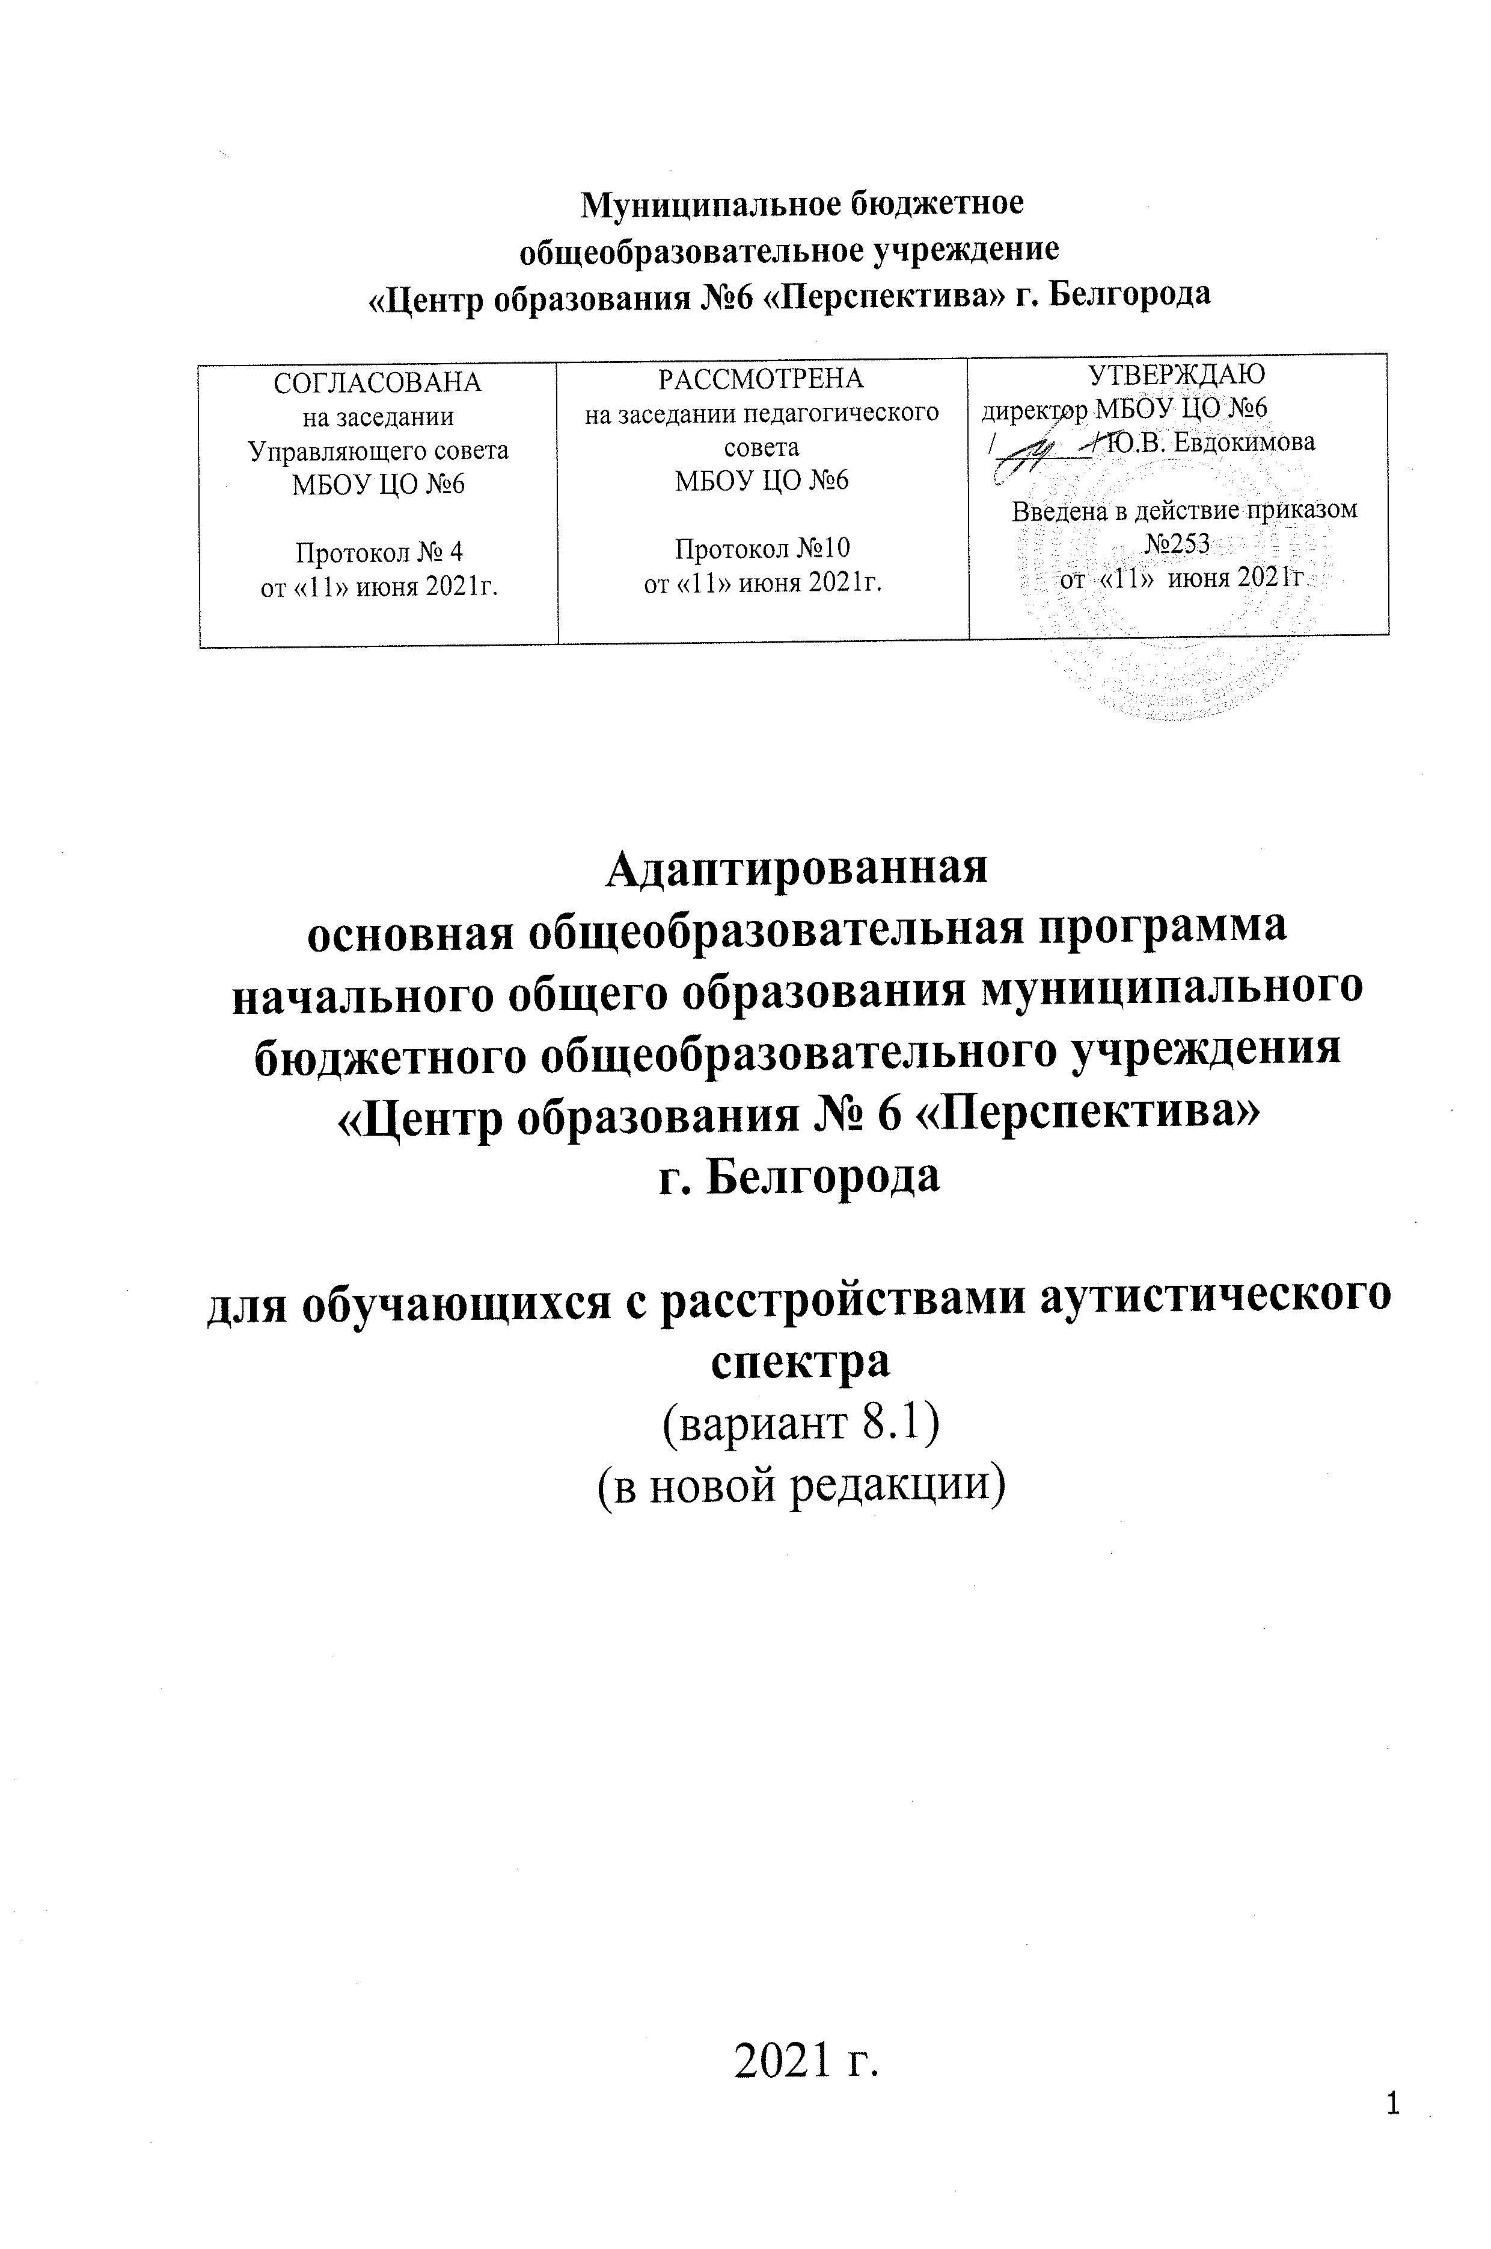 Муниципальное бюджетное
общеобразовательное учреждение
«Центр образования №6 «Перспектива» г. Белгорода
СОГЛАСОВАНА
на заседании
Управляющего совета
МБОУ ЦО №6
Протокол № 4
от «11» июня 2021г.
РАССМОТРЕНА
на заседании педагогического
совета
МБОУ ЦО №6
Протокол №10
от «11» июня 2021г.
УТВЕРЖДАЮ
директор МБОУ ЦО №6
/ / Ю.В. Евдокимова
Введена в действие приказом
№253
от «11» июня 2021г
Адаптированная
основная общеобразовательная программа
начального общего образования муниципального
бюджетного общеобразовательного учреждения
«Центр образования № 6 «Перспектива»
г. Белгорода
для обучающихся с расстройствами аутистического
спектра
(вариант 8.1)
(в новой редакции)
2021 г.
1